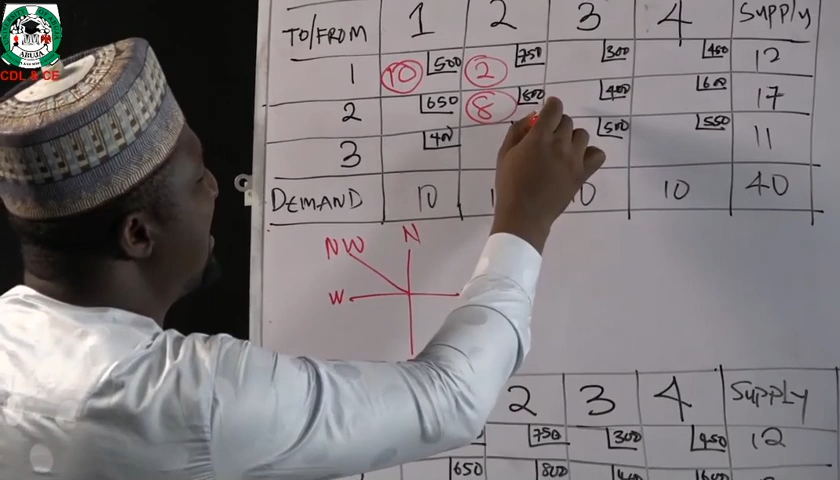 ABUJA
CDL & CE
TO/FROM 1 2 3 4 Supply
1 10 500 2 750 300 450 12
2 650 8 800 400 600 17
3 400 500 550 11
DEMAND 10 10 40
NW N
W
2 3 4 SUPPLY
750 300 450 12
650 800